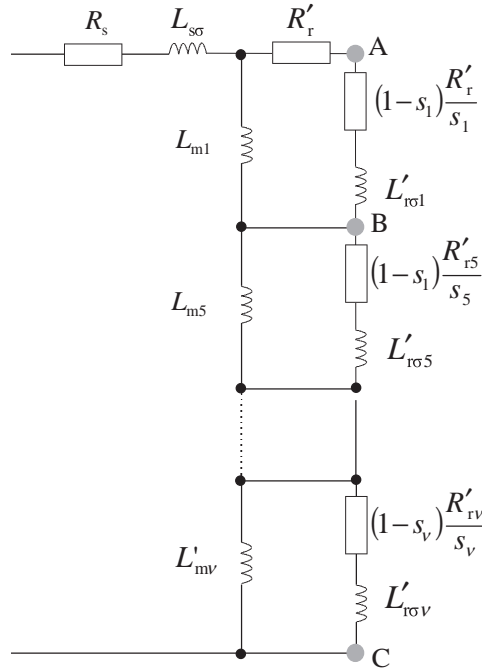 R_s
L_sσ
R′_r
A
(1−s_1) R′_r/s_1
L_m1
L′_rσ1
B
(1−s_1) R′_r5/s_5
L_m5
L′_rσ5
(1−s_ν) R′_rν/s_ν
L'_mν
L′_rσν
C